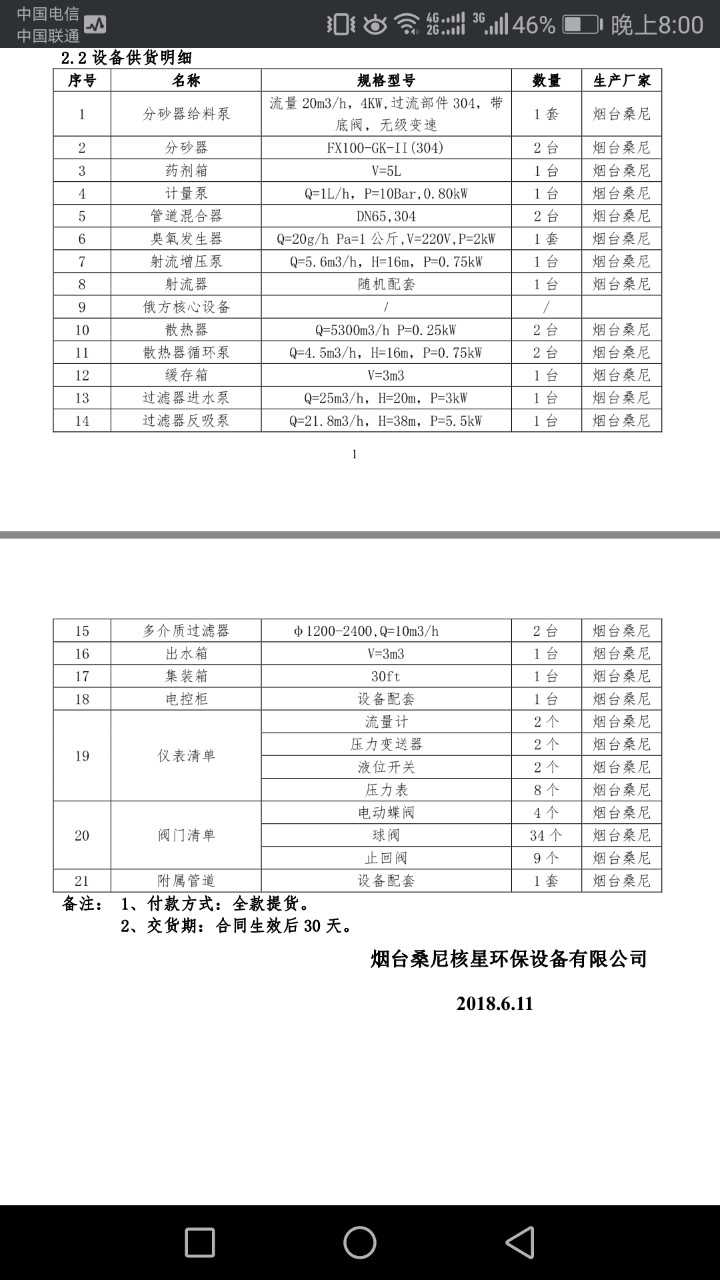 中国电信
中国联通
4G 2G 3G 46% 晚上8:00
2.2 设备供货明细
序号 名称 规格型号 数量 生产厂家
1 分砂器给料泵 流量 20m3/h，4KW,过流部件 304，带底阀，无级变速 1 套 烟台桑尼
2 分砂器 FX100-GK-II(304) 2 台 烟台桑尼
3 药剂箱 V=5L 1 台 烟台桑尼
4 计量泵 Q=1L/h，P=10Bar,0.80kW 1 台 烟台桑尼
5 管道混合器 DN65,304 2 台 烟台桑尼
6 臭氧发生器 Q=20g/h Pa=1 公斤,V=220V,P=2kW 1 套 烟台桑尼
7 射流增压泵 Q=5.6m3/h，H=16m，P=0.75kW 1 台 烟台桑尼
8 射流器 随机配套 1 台 烟台桑尼
9 俄方核心设备 / /
10 散热器 Q=5300m3/h P=0.25kW 2 台 烟台桑尼
11 散热器循环泵 Q=4.5m3/h，H=16m，P=0.75kW 2 台 烟台桑尼
12 缓存箱 V=3m3 1 台 烟台桑尼
13 过滤器进水泵 Q=25m3/h，H=20m，P=3kW 1 台 烟台桑尼
14 过滤器反吸泵 Q=21.8m3/h，H=38m，P=5.5kW 1 台 烟台桑尼
1
15 多介质过滤器 φ1200-2400,Q=10m3/h 2 台 烟台桑尼
16 出水箱 V=3m3 1 台 烟台桑尼
17 集装箱 30ft 1 台 烟台桑尼
18 电控柜 设备配套 1 台 烟台桑尼
19 仪表清单 流量计 2 个 烟台桑尼
压力变送器 2 个 烟台桑尼
液位开关 2 个 烟台桑尼
压力表 8 个 烟台桑尼
20 阀门清单 电动蝶阀 4 个 烟台桑尼
球阀 34 个 烟台桑尼
止回阀 9 个 烟台桑尼
21 附属管道 设备配套 1 套 烟台桑尼
备注： 1、付款方式：全款提货。
2、交货期：合同生效后 30 天。
烟台桑尼核星环保设备有限公司
2018.6.11